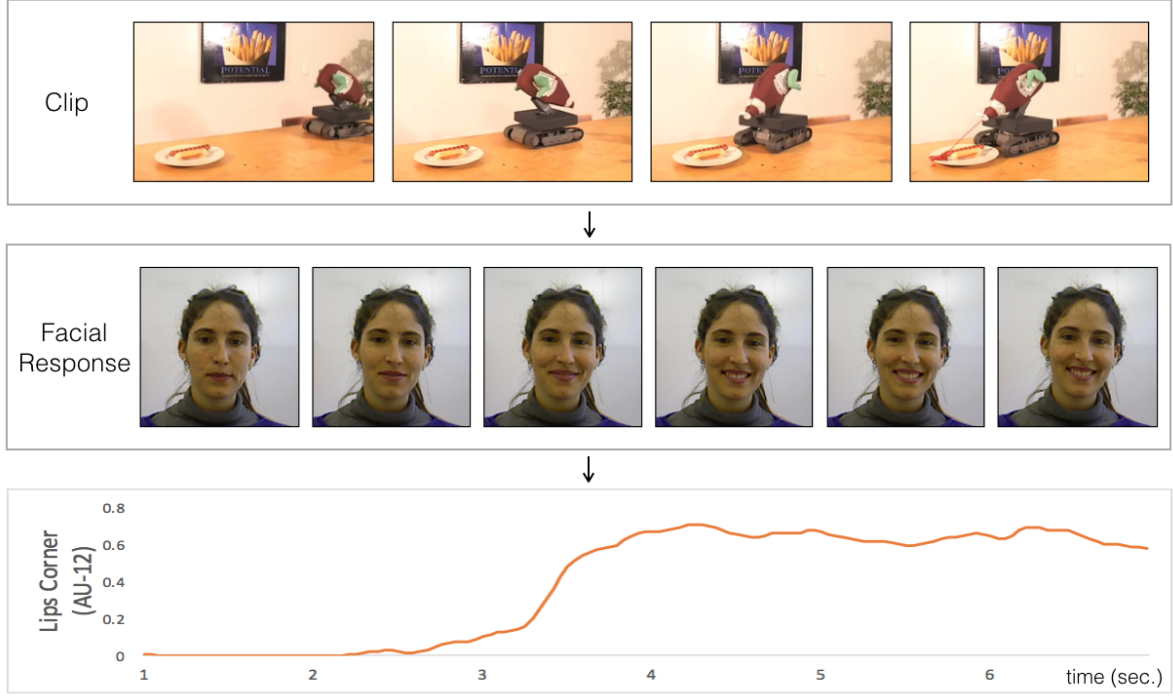 Clip
POTENTIAL
POTENTIAL
POTENTIAL
POTENTIAL
Facial
Response
Lips Corner
(AU-12)
0.8
0.6
0.4
0.2
0
1 2 3 4 5 6 time (sec.)